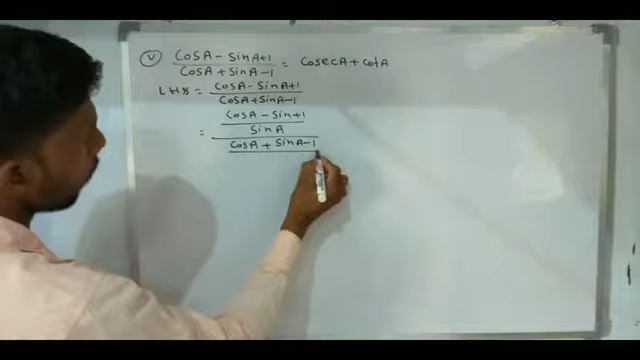 (v) CosA - SinA+1 / CosA + SinA-1 = CosecA + CotA
LHS = CosA - SinA+1 / CosA+SinA-1
= CosA - Sin+1 / SinA
CosA + SinA-1